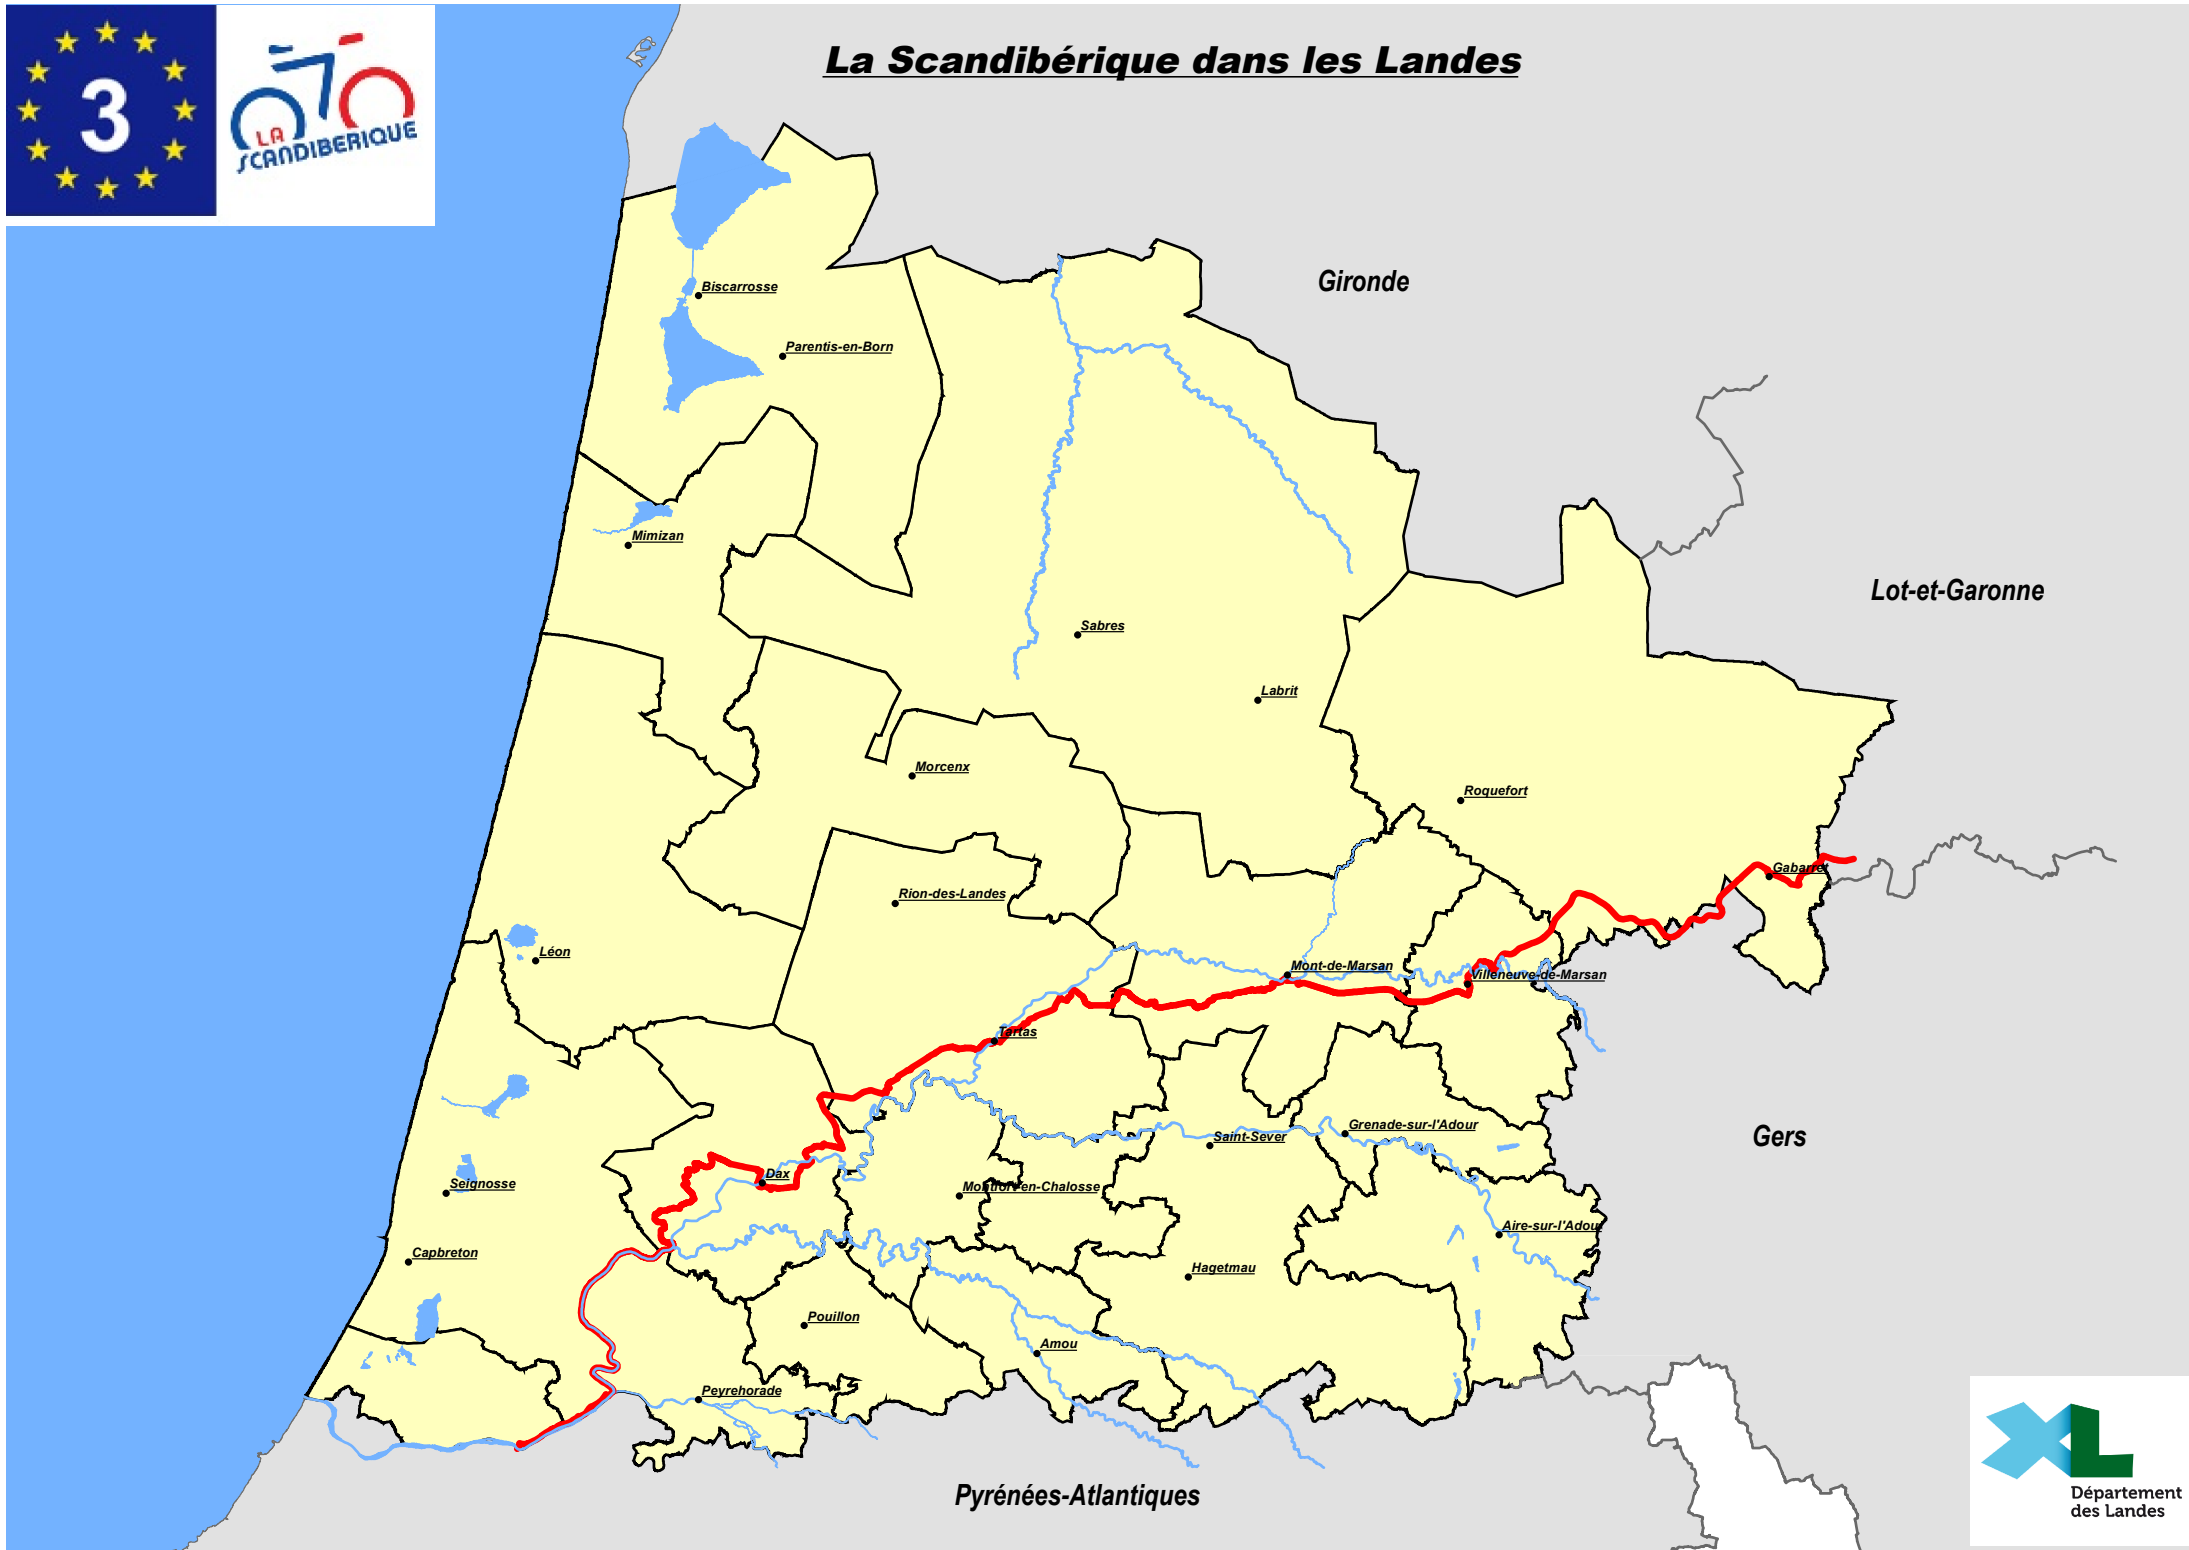 La Scandibérique dans les Landes
3
LA
SCANDIBERIQUE
Gironde
Biscarrosse
Parentis-en-Born
Mimizan
Lot-et-Garonne
Sabres
Labrit
Morcenx
Roquefort
Gabarret
Rion-des-Landes
Léon
Mont-de-Marsan
Villeneuve-de-Marsan
Tartas
Grenade-sur-l'Adour
Saint-Sever
Gers
Dax
Seignosse
Montfort-en-Chalosse
Aire-sur-l'Adour
Capbreton
Hagetmau
Pouillon
Amou
Peyrehorade
Pyrénées-Atlantiques
XL
Département
des Landes